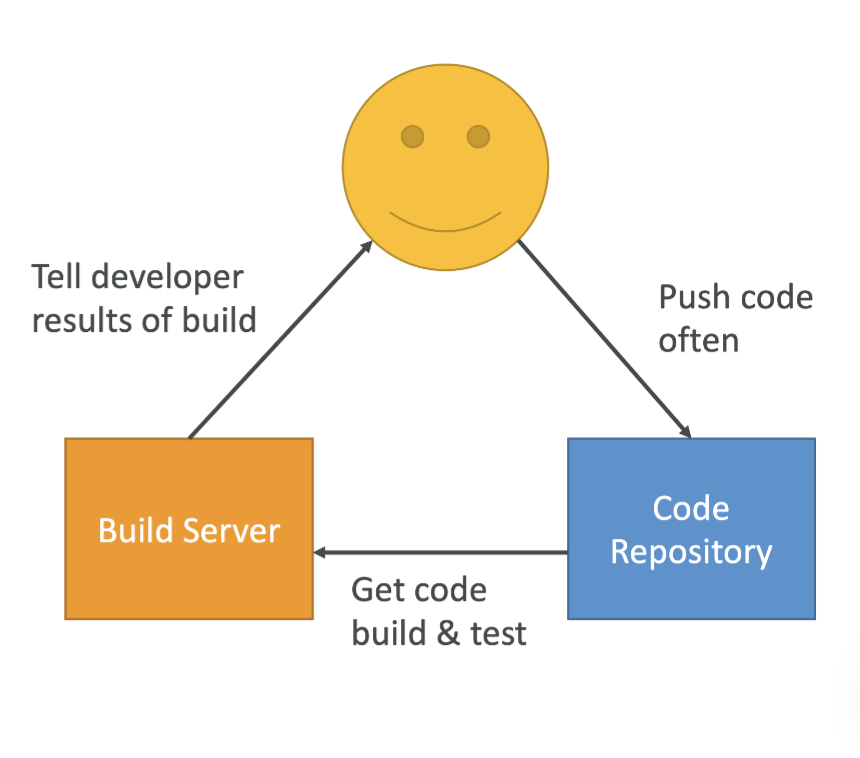 Tell developer
results of build
Push code
often
Build Server
Code
Repository
Get code
build & test